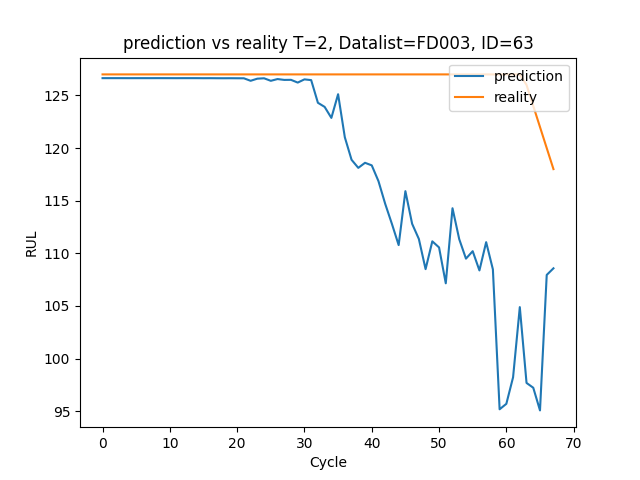 prediction vs reality T=2, Datalist=FD003, ID=63
prediction
reality
125
120
115
110
105
100
95
RUL
0 10 20 30 40 50 60 70
Cycle